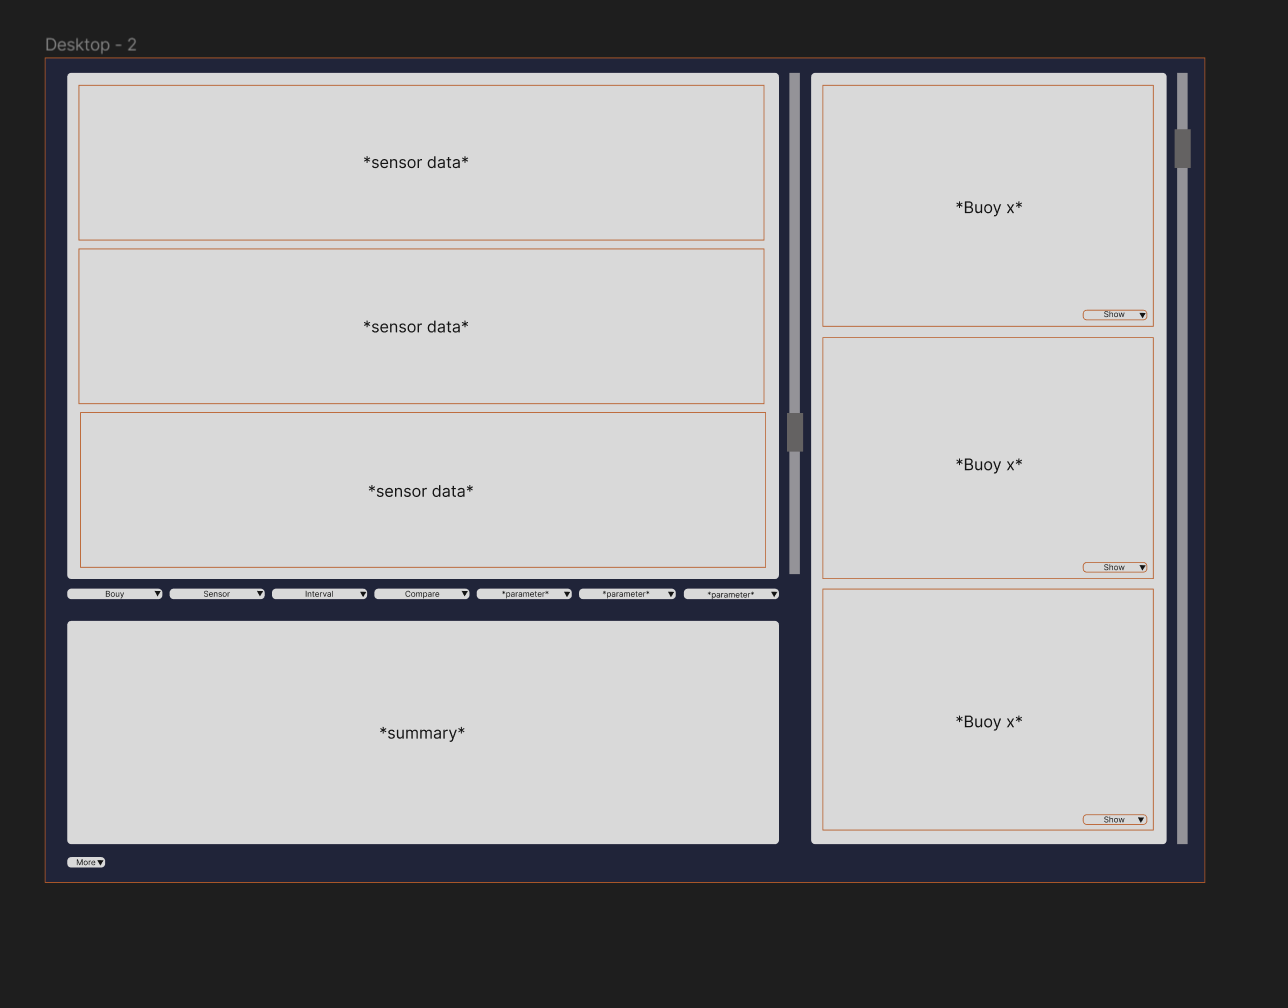 Desktop - 2
*sensor data*
*sensor data*
*sensor data*
Bouy
Sensor
Interval
Compare
*parameter*
*parameter*
*parameter*
*summary*
More
*Buoy x*
Show
*Buoy x*
Show
*Buoy x*
Show